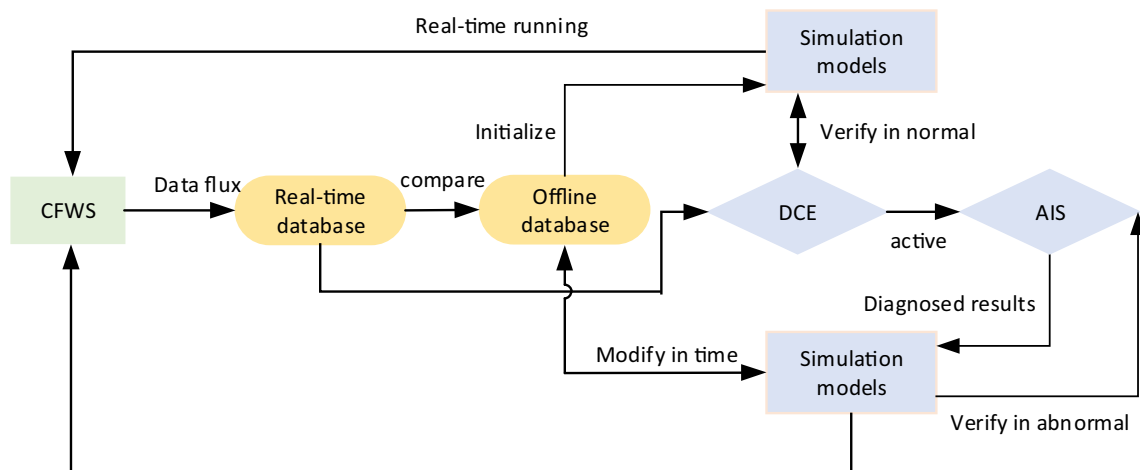 Real-time running
Simulation
models
Initialize
Verify in normal
CFWS
Data flux
Real-time
database
compare
Offline
database
DCE
active
AIS
Diagnosed results
Modify in time
Simulation
models
Verify in abnormal